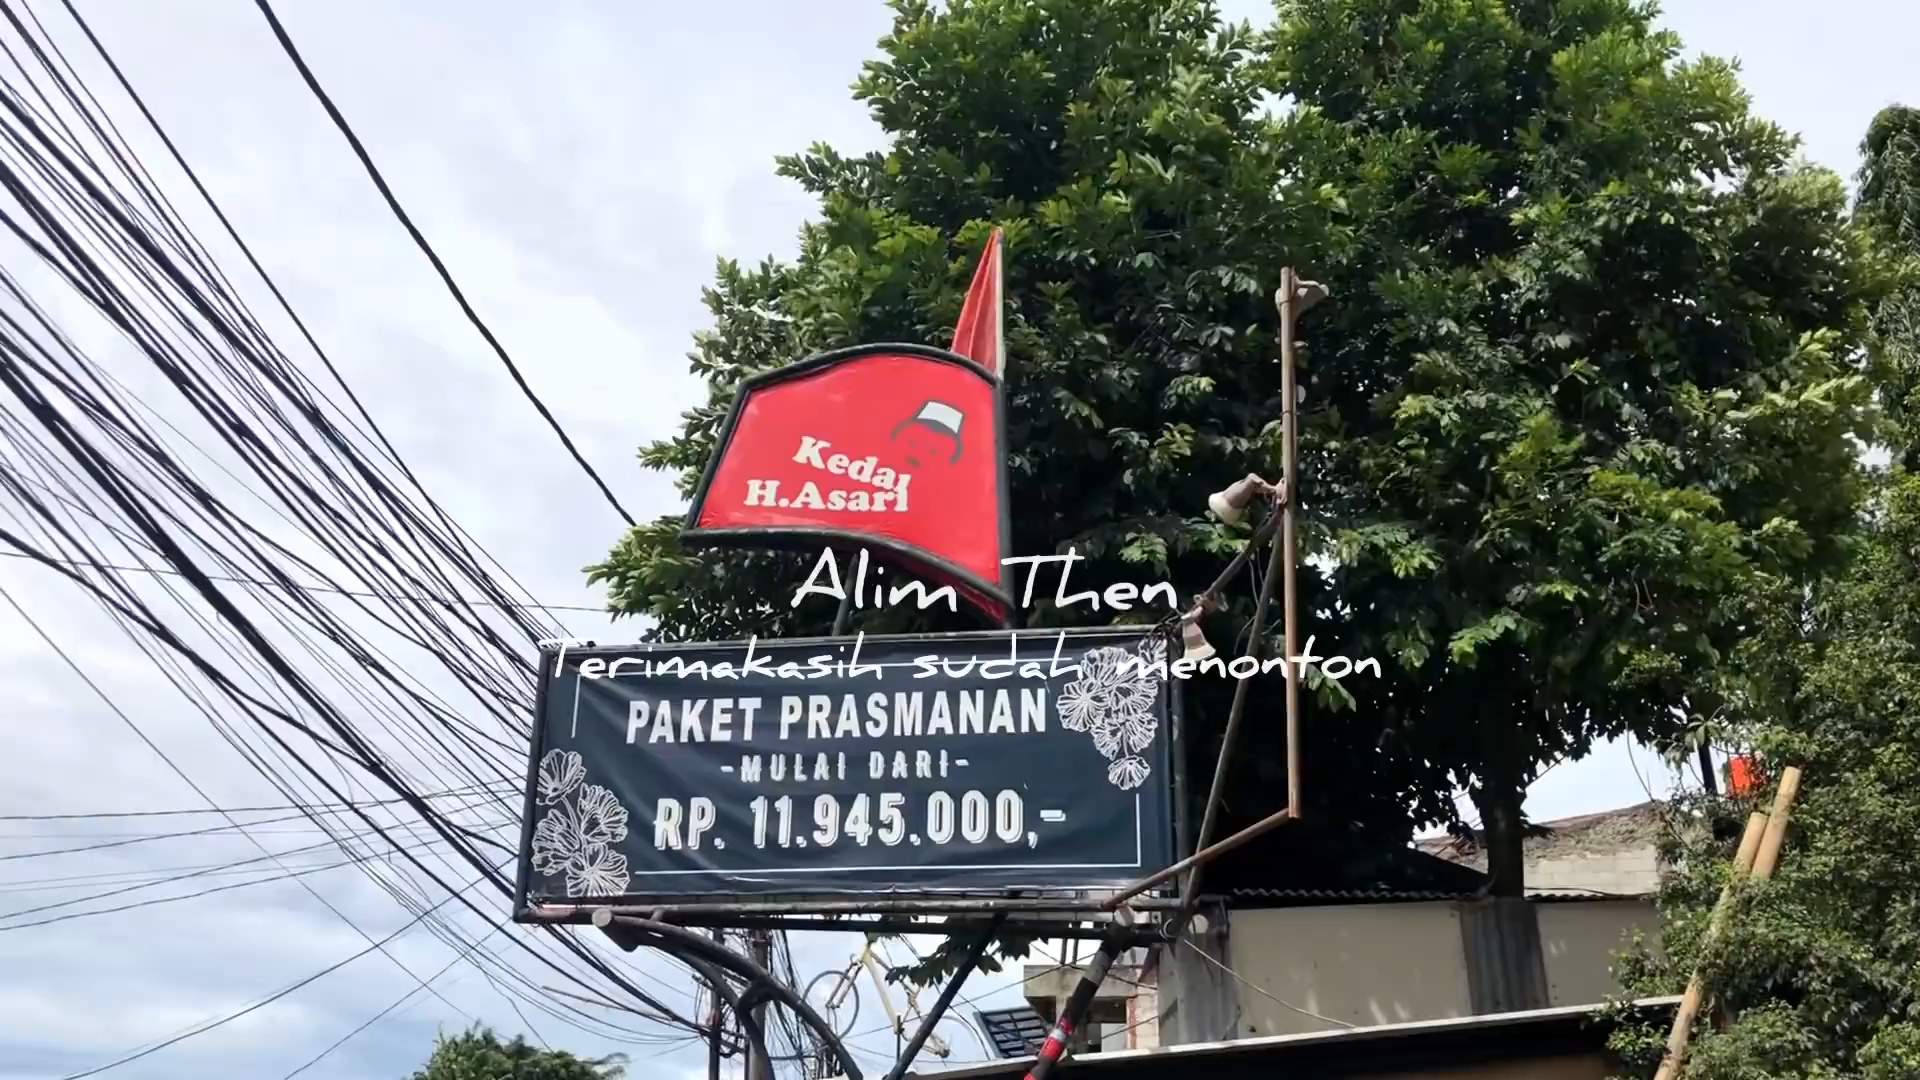 Kedai
H.Asari
Alim Then
Terimakasih sudah menonton
PAKET PRASMANAN
-MULAI DARI-
RP. 11.945.000,-